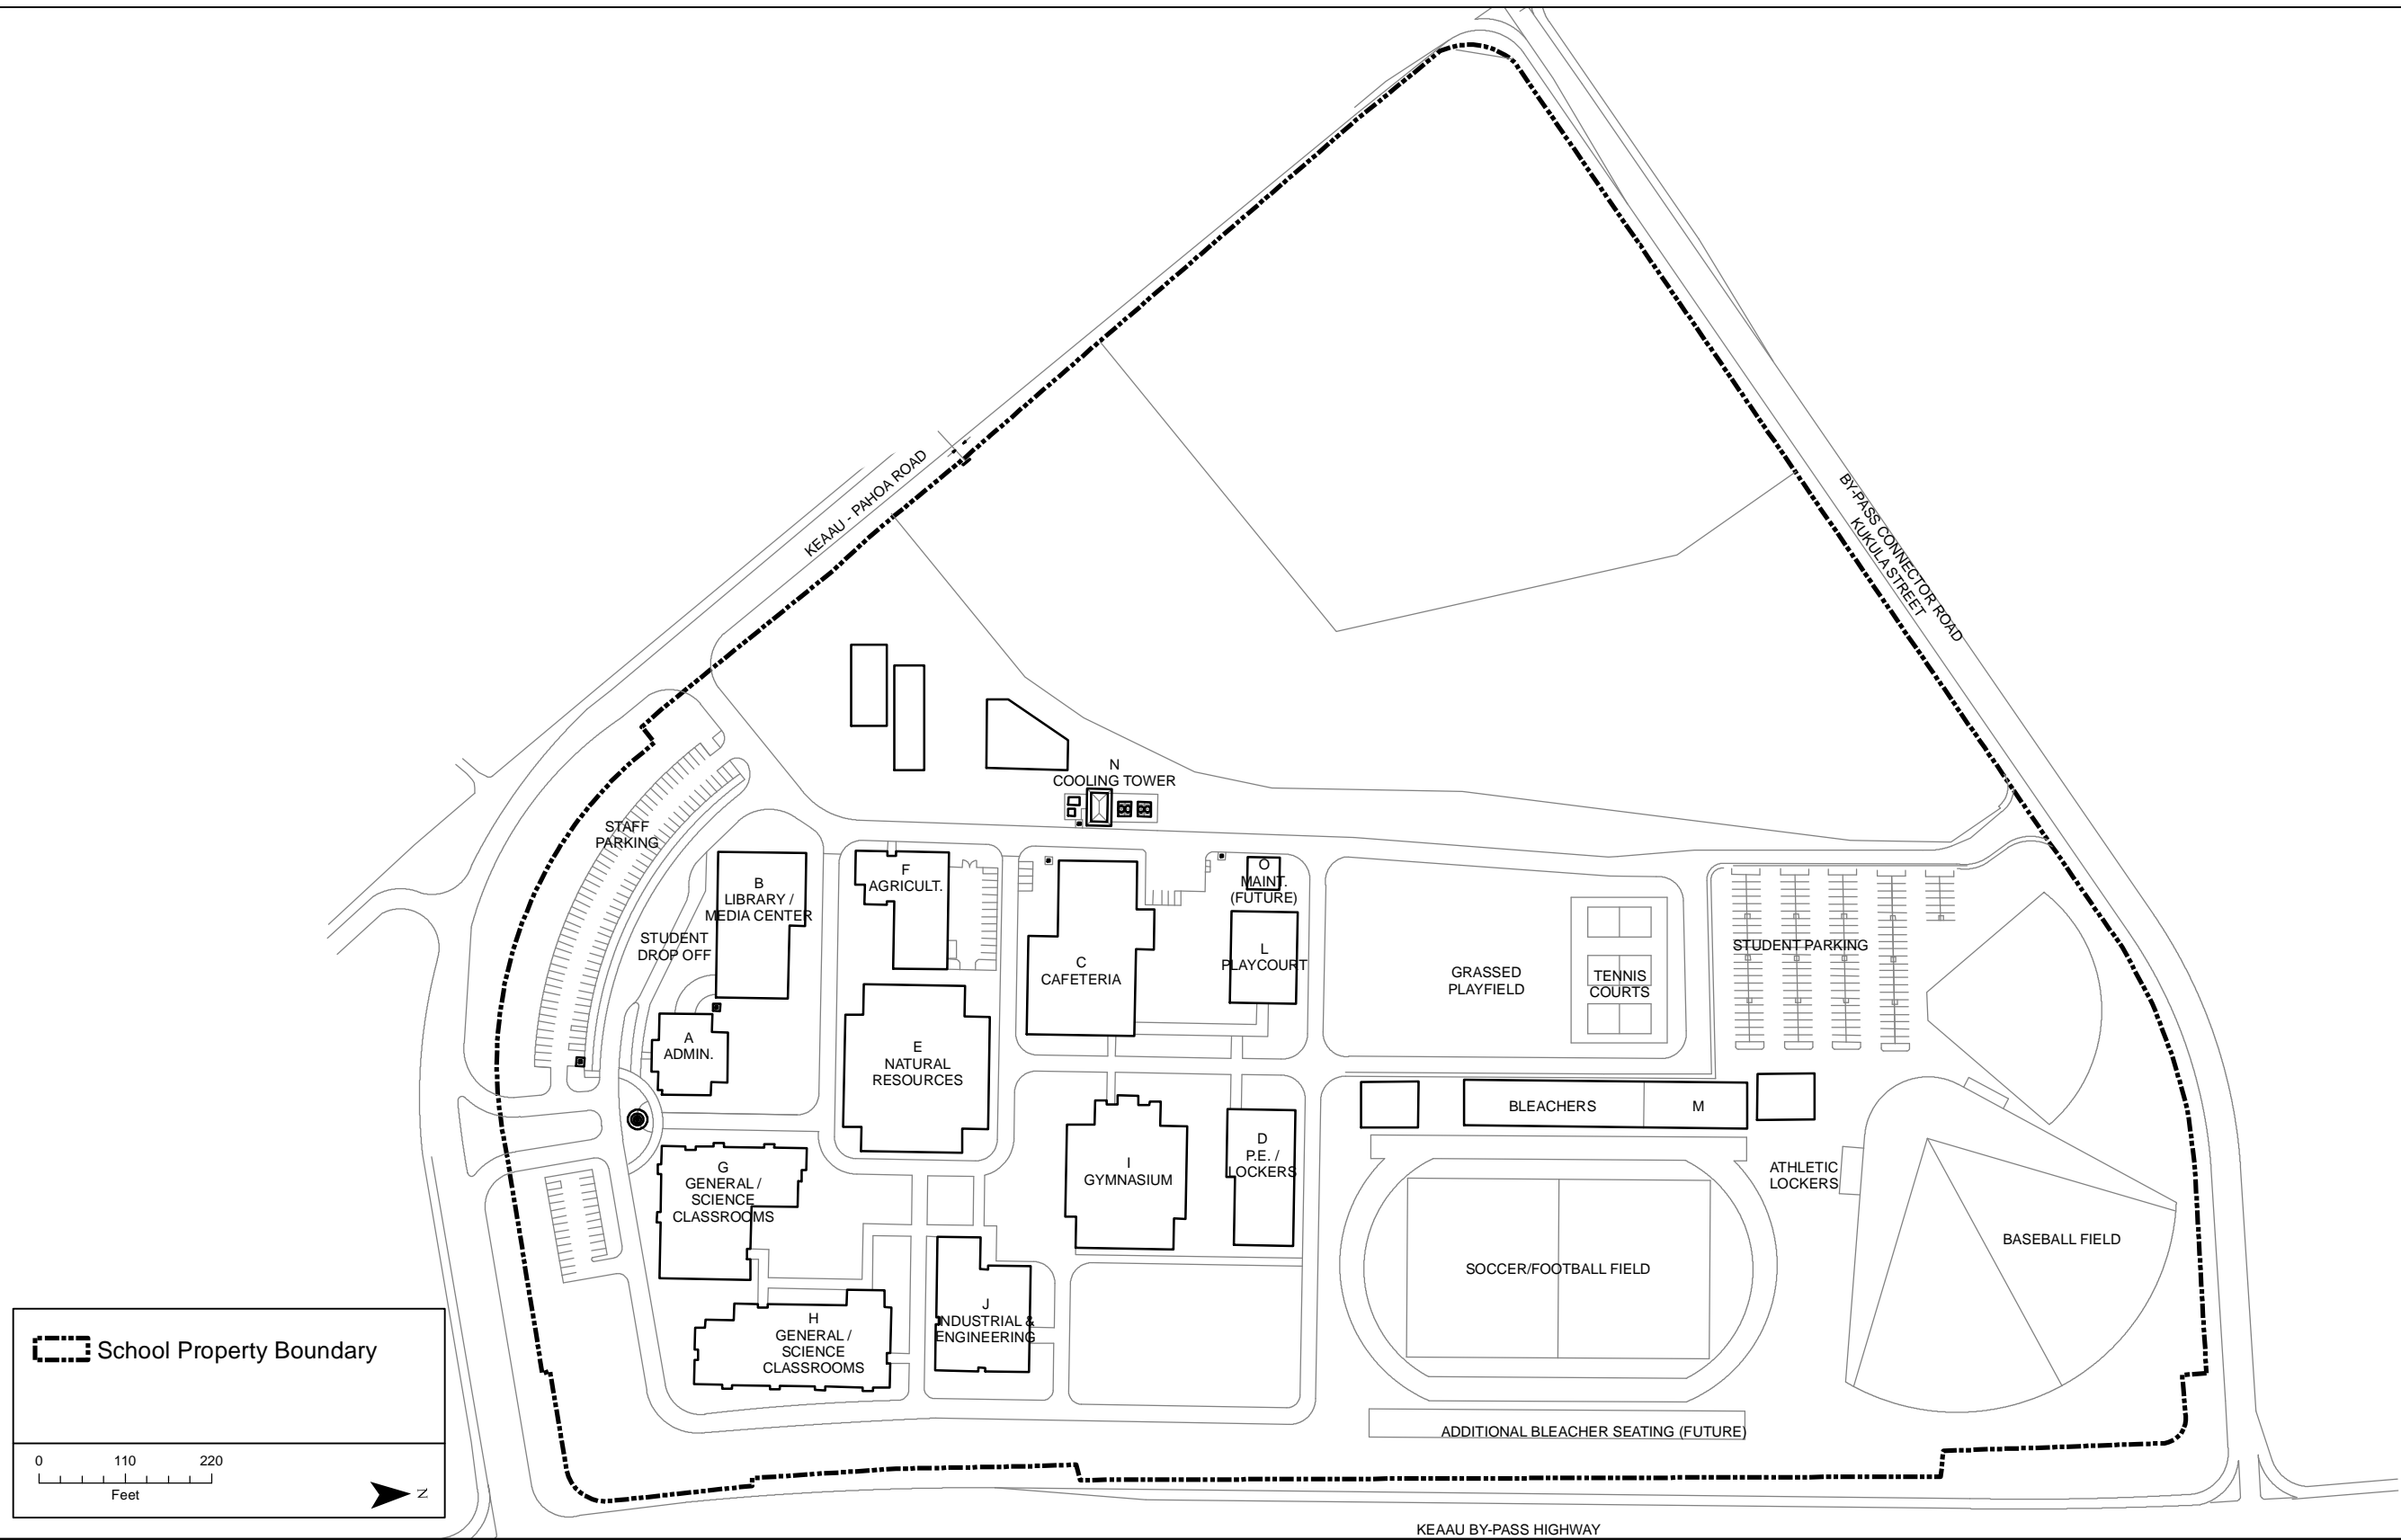 KEAAU - PAHOA ROAD
BY-PASS CONNECTOR ROAD
KUKULA STREET
N
COOLING TOWER
STAFF
PARKING
B
LIBRARY /
MEDIA CENTER
F
AGRICULT.
O
MAINT.
(FUTURE)
STUDENT
DROP OFF
L
PLAYCOURT
C
CAFETERIA
GRASSED
PLAYFIELD
TENNIS
COURTS
STUDENT PARKING
A
ADMIN.
E
NATURAL
RESOURCES
BLEACHERS
M
G
GENERAL /
SCIENCE
CLASSROOMS
I
GYMNASIUM
D
P.E. /
LOCKERS
ATHLETIC
LOCKERS
BASEBALL FIELD
SOCCER/FOOTBALL FIELD
H
GENERAL /
SCIENCE
CLASSROOMS
J
INDUSTRIAL &
ENGINEERING
ADDITIONAL BLEACHER SEATING (FUTURE)
School Property Boundary
0 110 220
Feet
N
KEAAU BY-PASS HIGHWAY